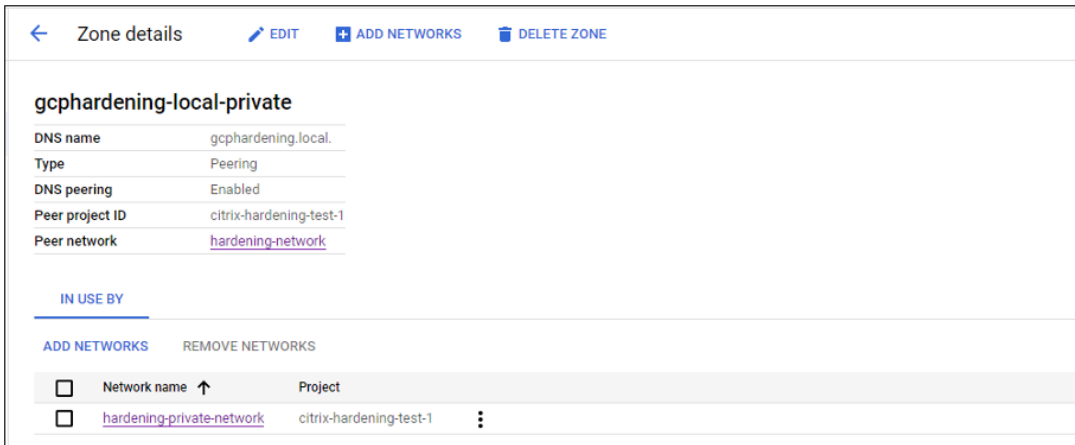 Zone details EDIT ADD NETWORKS DELETE ZONE
gcphardening-local-private
DNS name gcphardening.local.
Type Peering
DNS peering Enabled
Peer project ID citrix-hardening-test-1
Peer network hardening-network
IN USE BY
ADD NETWORKS REMOVE NETWORKS
Network name Project
hardening-private-network citrix-hardening-test-1